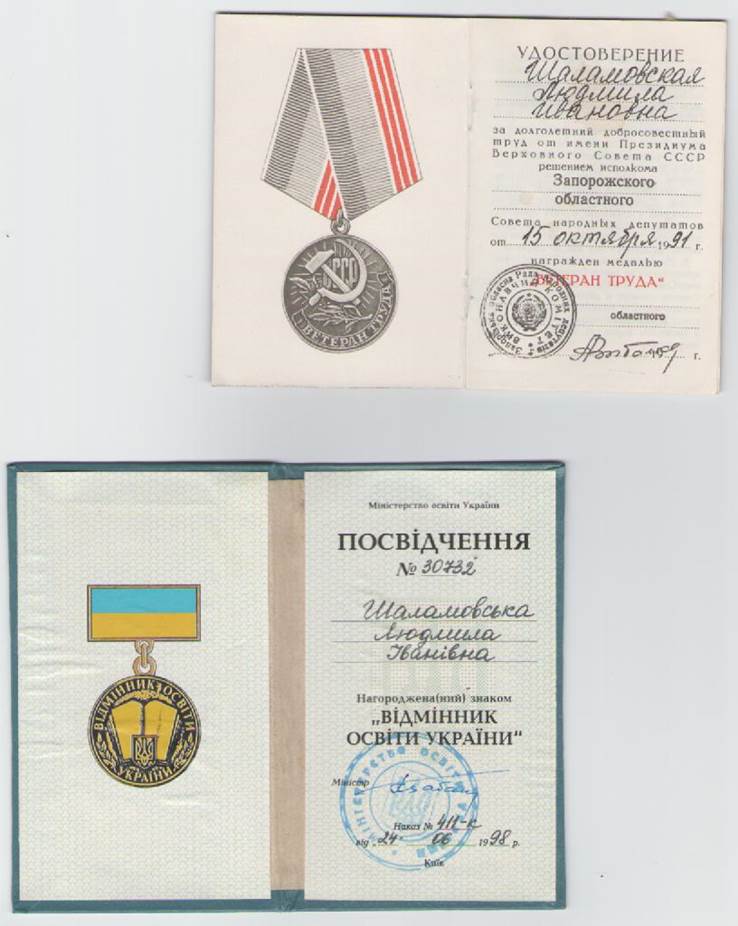 СССР
ВЕТЕРАН ТРУДА
УДОСТОВЕРЕНИЕ
Шаламовская
Людмила
Ивановна
за долголетний добросовестный
труд от имени Президиума
Верховного Совета СССР
решением исполкома
Запорожского
областного
Совета народных депутатов
от 15 октября 1991 г.
награжден медалью
"ВЕТЕРАН ТРУДА"
областного
г.
ВИКОНАВЧИЙ КОМІТЕТ
ВІДМІННИК ОСВІТИ
УКРАЇНИ
Міністерство освіти України
ПОСВІДЧЕННЯ
№ 30732
Шаламовська
Людмила
Іванівна
Нагороджена(ний) знаком
„ВІДМІННИК
ОСВІТИ УКРАЇНИ"
Міністр
Наказ № 411-к
від „24" 06 1998 р.
Київ